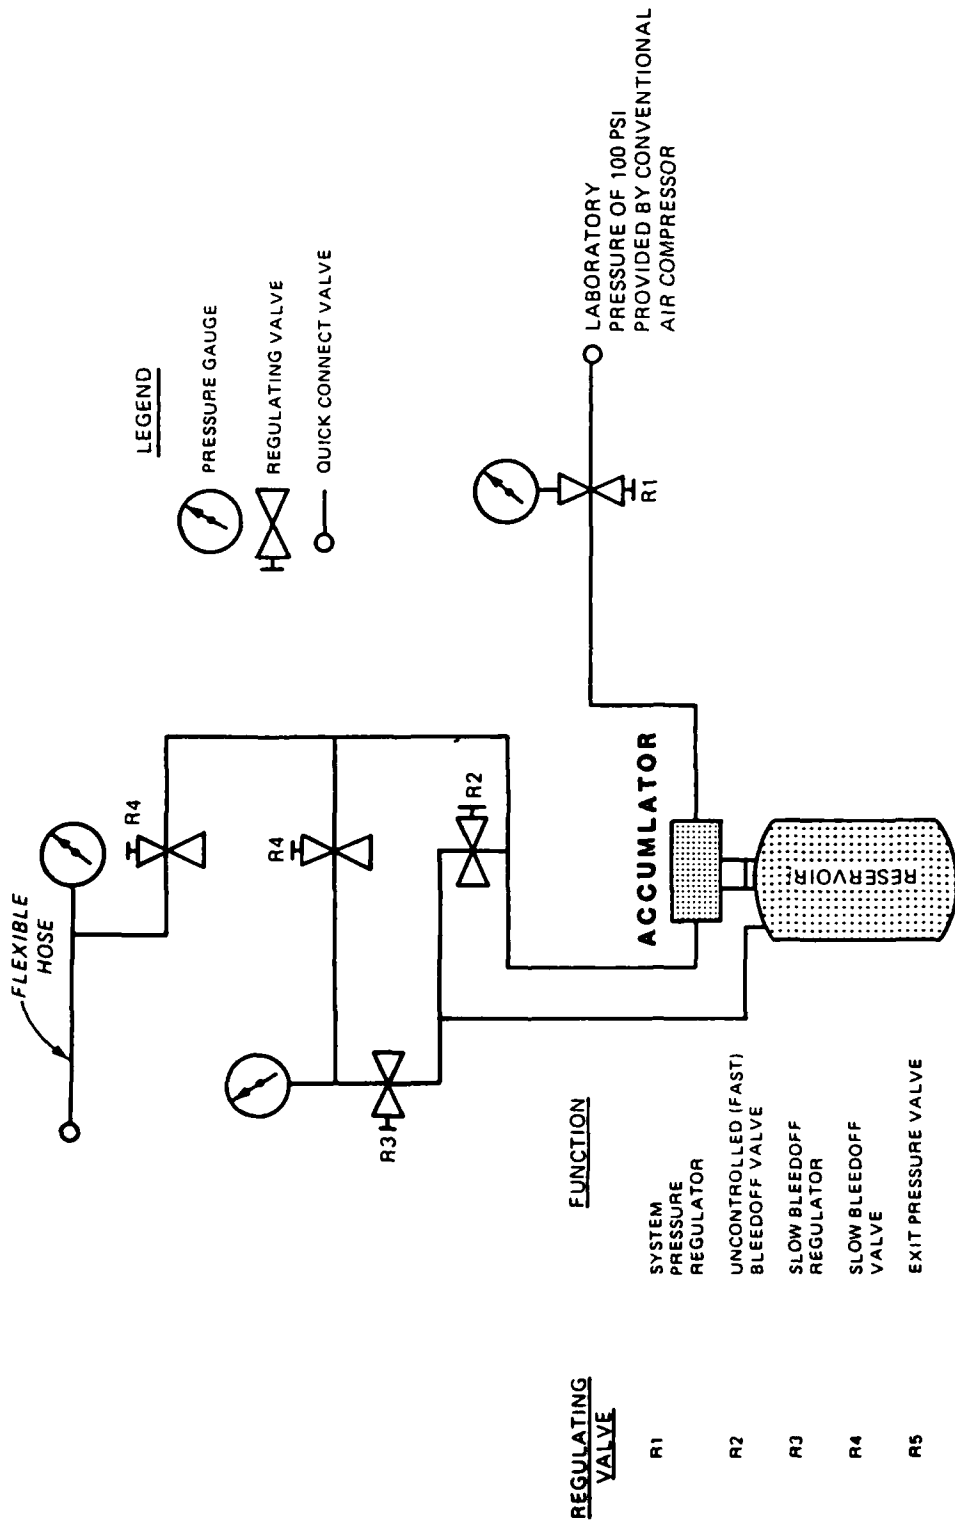 FLEXIBLE
HOSE
R4
R4
R3
R2
LEGEND
PRESSURE GAUGE
REGULATING VALVE
QUICK CONNECT VALVE
R1
LABORATORY
PRESSURE OF 100 PSI
PROVIDED BY CONVENTIONAL
AIR COMPRESSOR
ACCUMLATOR
RESERVOIR
REGULATING
VALVE
FUNCTION
R1
SYSTEM
PRESSURE
REGULATOR
R2
UNCONTROLLED (FAST)
BLEEDOFF VALVE
R3
SLOW BLEEDOFF
REGULATOR
R4
SLOW BLEEDOFF
VALVE
R5
EXIT PRESSURE VALVE